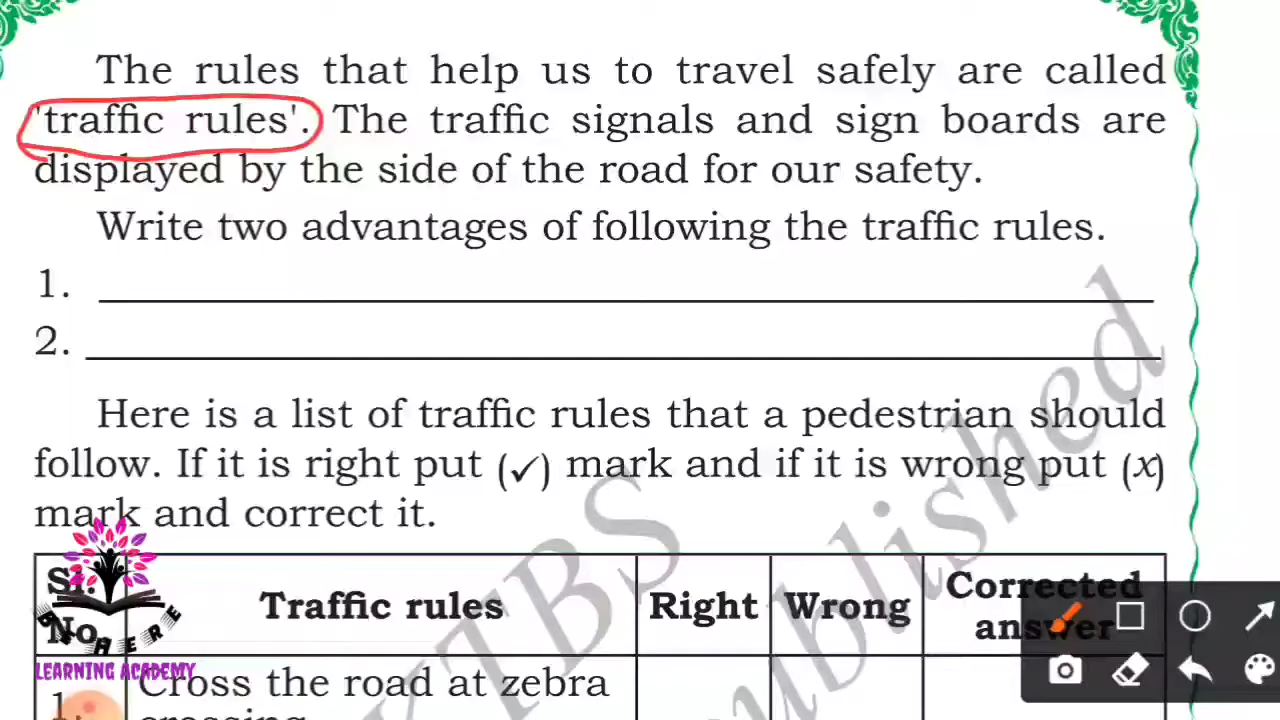 The rules that help us to travel safely are called
'traffic rules'. The traffic signals and sign boards are
displayed by the side of the road for our safety.
Write two advantages of following the traffic rules.
1.
2.
Here is a list of traffic rules that a pedestrian should
follow. If it is right put (✓) mark and if it is wrong put (x)
mark and correct it.
Sl. No. Traffic rules Right Wrong Corrected answer
1. Cross the road at zebra
crossing
KTBS
published
B HERE
LEARNING ACADEMY